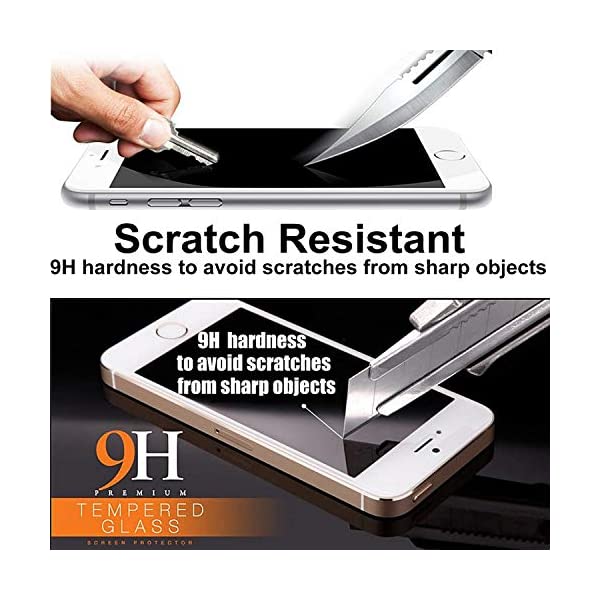 Scratch Resistant
9H hardness to avoid scratches from sharp objects
9H hardness
to avoid scratches
from sharp objects
9H
PREMIUM
TEMPERED
GLASS
SCREEN PROTECTOR